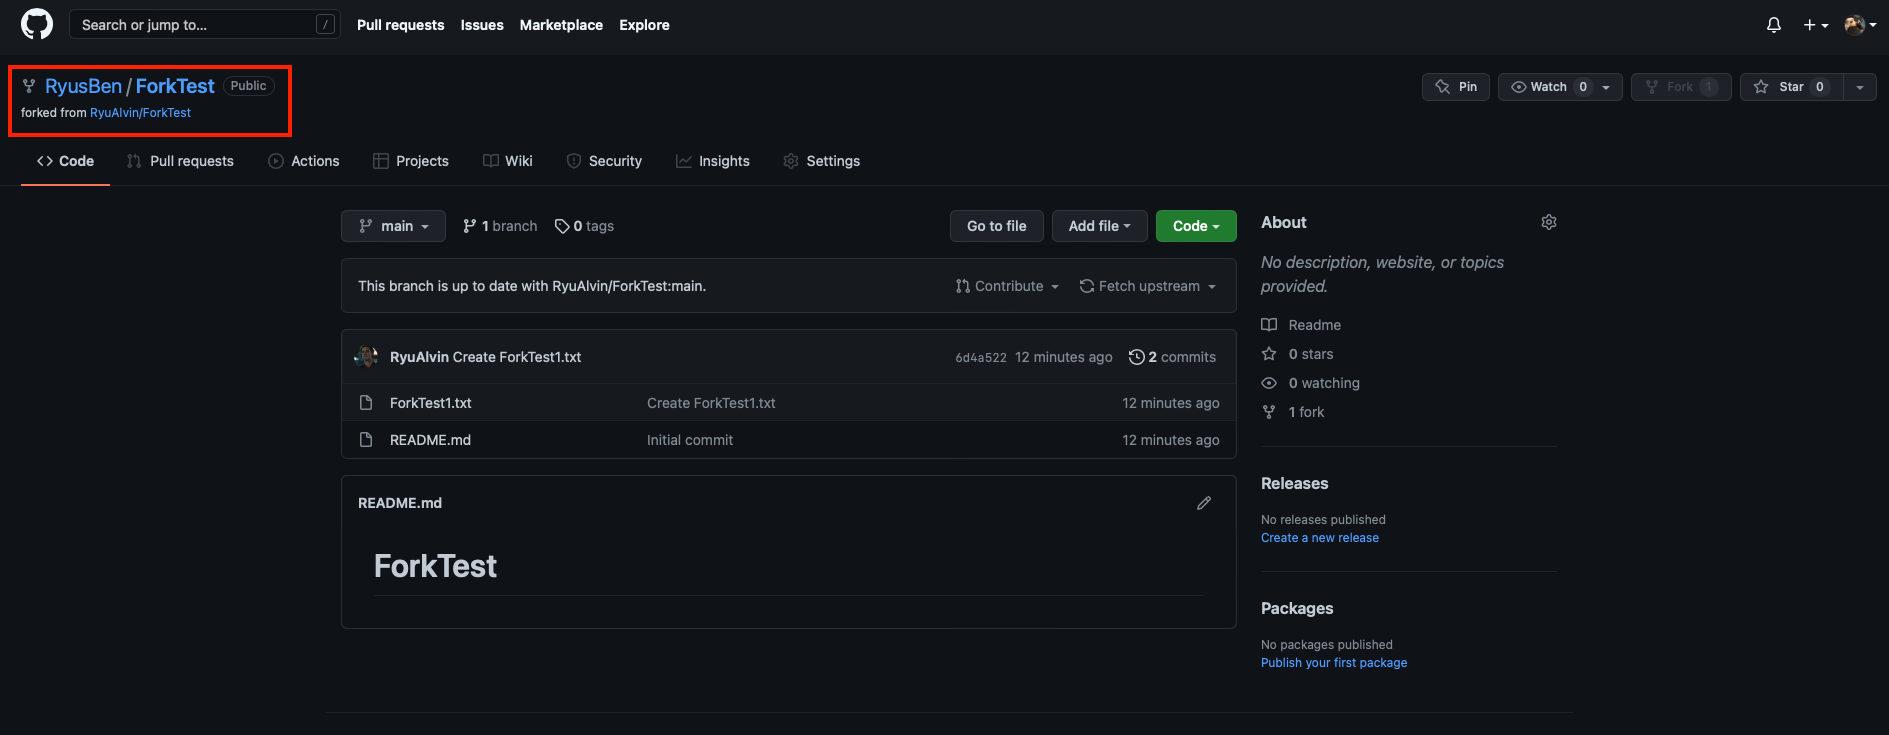 Search or jump to... /
Pull requests Issues Marketplace Explore
RyusBen / ForkTest Public
forked from RyuAlvin/ForkTest
Pin Watch 0 Fork 1 Star 0
Code Pull requests Actions Projects Wiki Security Insights Settings
main 1 branch 0 tags Go to file Add file Code
This branch is up to date with RyuAlvin/ForkTest:main. Contribute Fetch upstream
RyuAlvin Create ForkTest1.txt 6d4a522 12 minutes ago 2 commits
ForkTest1.txt Create ForkTest1.txt 12 minutes ago
README.md Initial commit 12 minutes ago
README.md
ForkTest
About
No description, website, or topics
provided.
Readme
0 stars
0 watching
1 fork
Releases
No releases published
Create a new release
Packages
No packages published
Publish your first package